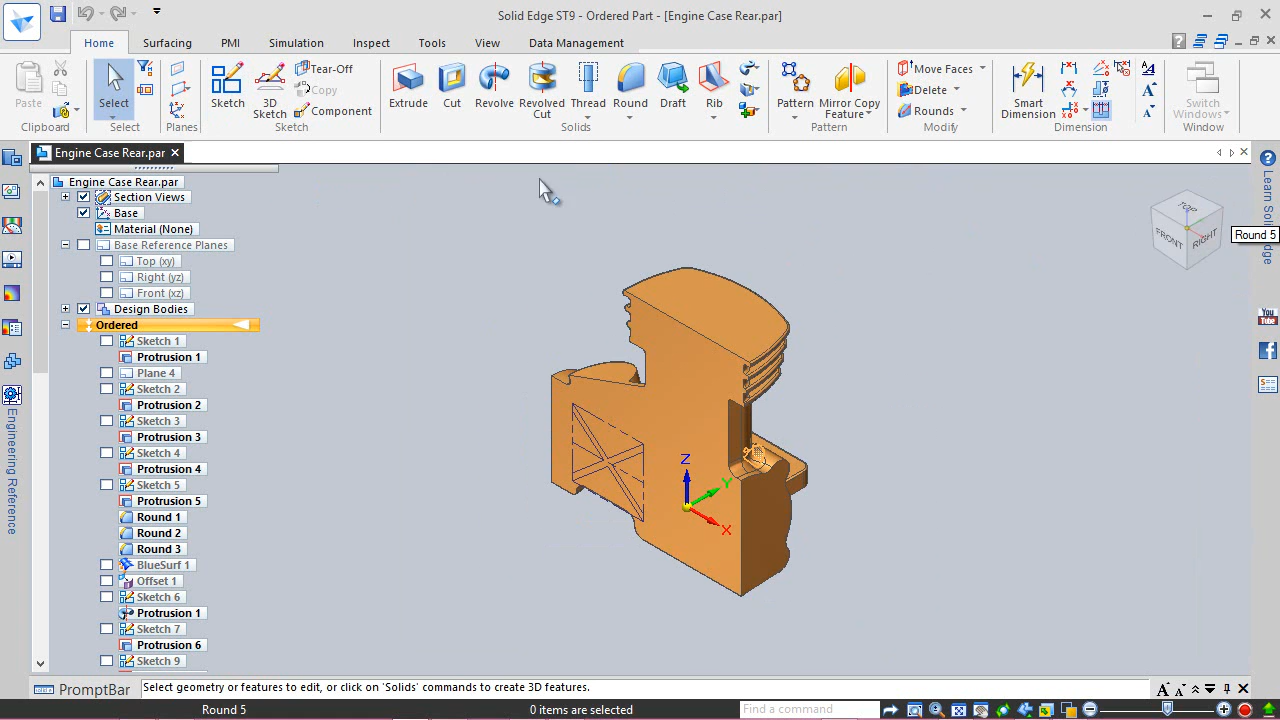 Solid Edge ST9 - Ordered Part - [Engine Case Rear.par]
Home
Surfacing
PMI
Simulation
Inspect
Tools
View
Data Management
Paste
Clipboard
Select
Select
Planes
Sketch
3D Sketch
Tear-Off
Copy
Component
Sketch
Extrude
Cut
Revolve
Revolved Cut
Thread
Round
Draft
Rib
Solids
Pattern
Mirror Copy Feature
Pattern
Move Faces
Delete
Rounds
Modify
Smart Dimension
Dimension
Switch Windows
Window
Engine Case Rear.par
Engine Case Rear.par
Section Views
Base
Material (None)
Base Reference Planes
Top (xy)
Right (yz)
Front (xz)
Design Bodies
Ordered
Sketch 1
Protrusion 1
Plane 4
Sketch 2
Protrusion 2
Sketch 3
Protrusion 3
Sketch 4
Protrusion 4
Sketch 5
Protrusion 5
Round 1
Round 2
Round 3
BlueSurf 1
Offset 1
Sketch 6
Protrusion 1
Sketch 7
Protrusion 6
Sketch 9
Engineering Reference
Z
Y
X
TOP
FRONT
RIGHT
Round 5
You Tube
PromptBar
Select geometry or features to edit, or click on 'Solids' commands to create 3D features.
Round 5
0 items are selected
Find a command